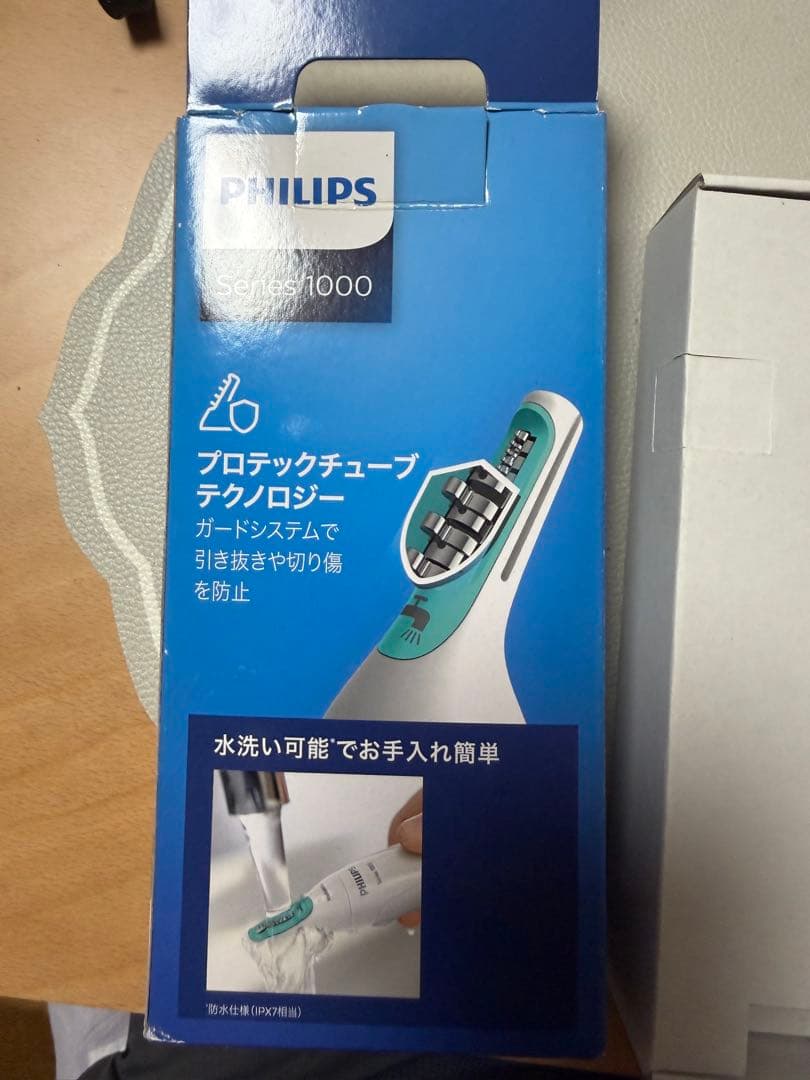 PHILIPS
Series 1000
プロテックチューブ
テクノロジー
ガードシステムで
引き抜きや切り傷
を防止
水洗い可能*でお手入れ簡単
PHILIPS
*防水仕様(IPX7相当)